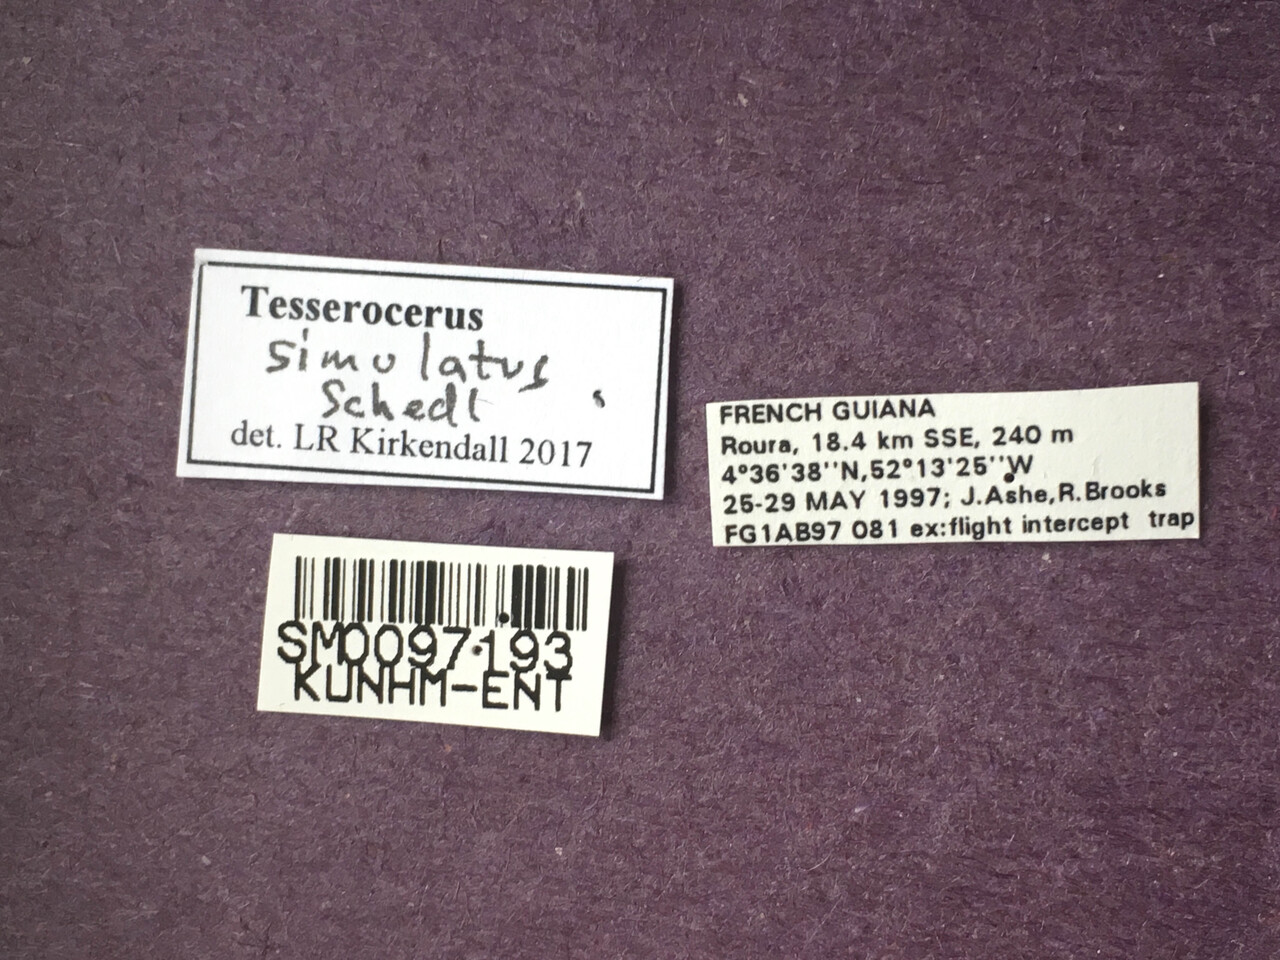 Tesserocerus
simulatus
Schedl
det. LR Kirkendall 2017
FRENCH GUIANA
Roura, 18.4 km SSE, 240 m
4°36'38''N,52°13'25''W
25-29 MAY 1997; J.Ashe,R.Brooks
FG1AB97 081 ex:flight intercept trap
SM0097193
KUNHM-ENT